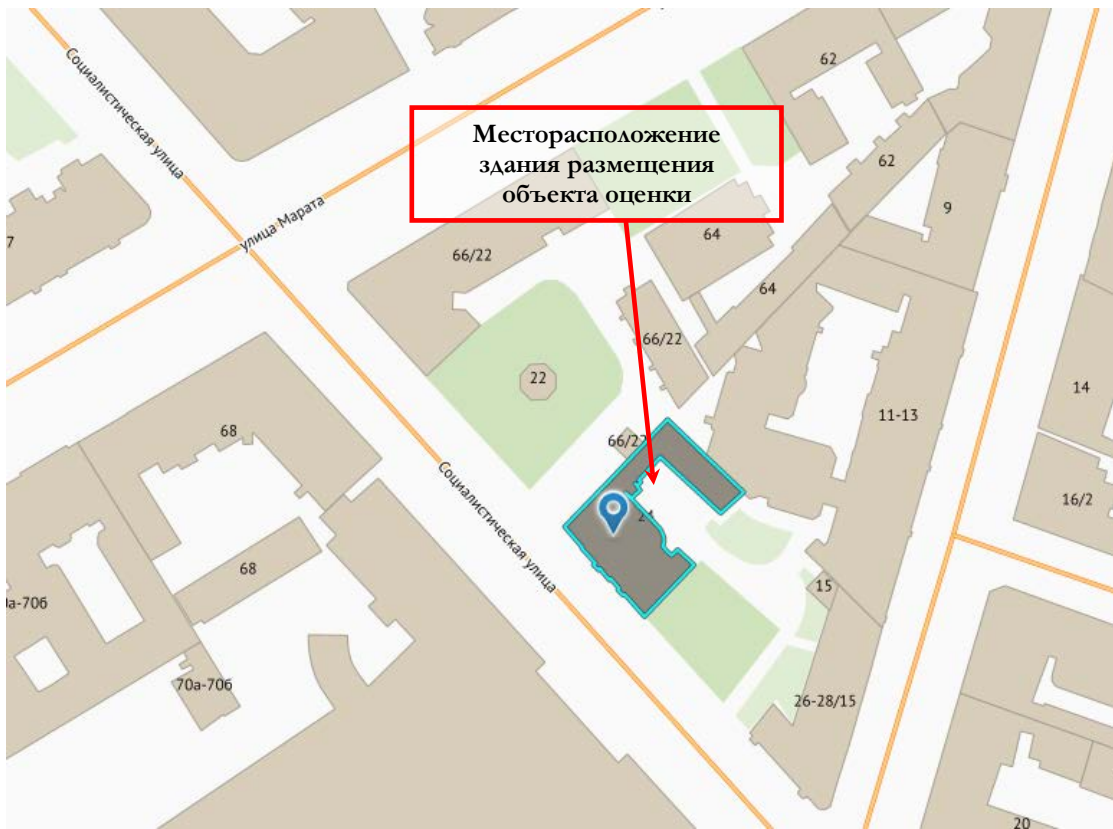 Социалистическая улица
62
Месторасположение
здания размещения
объекта оценки
62
9
улица Марата
7
66/22
64
64
66/22
22
14
11-13
68
66/22
Социалистическая улица
16/2
68
15
70а-70б
26-28/15
20